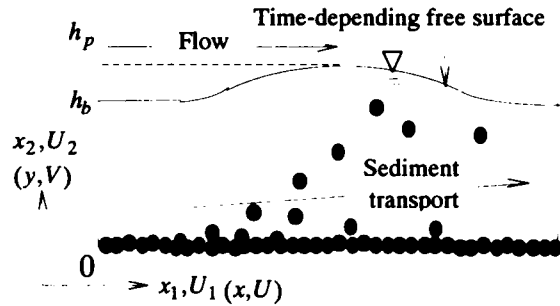 Time-depending free surface
h_p
Flow
h_b
x_2,U_2
(y,V)
Sediment
transport
0
x_1,U_1 (x,U)